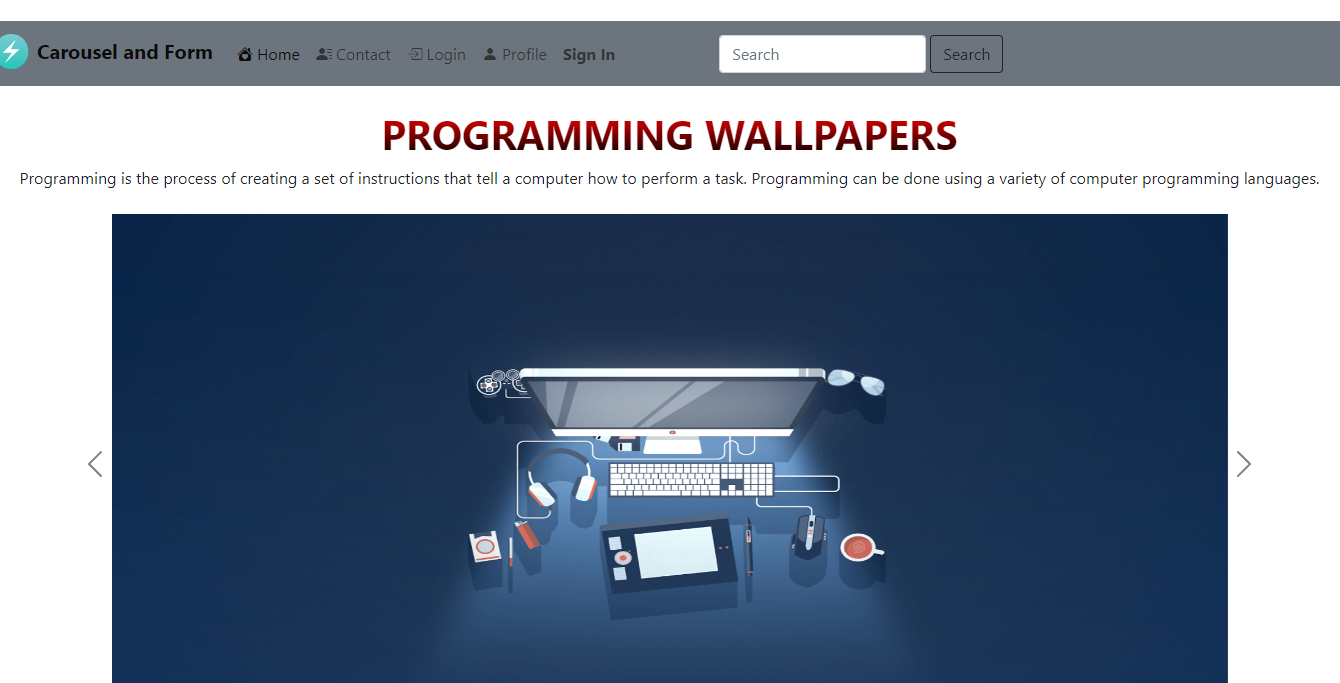 Carousel and Form Home Contact Login Profile Sign In Search Search
PROGRAMMING WALLPAPERS
Programming is the process of creating a set of instructions that tell a computer how to perform a task. Programming can be done using a variety of computer programming languages.